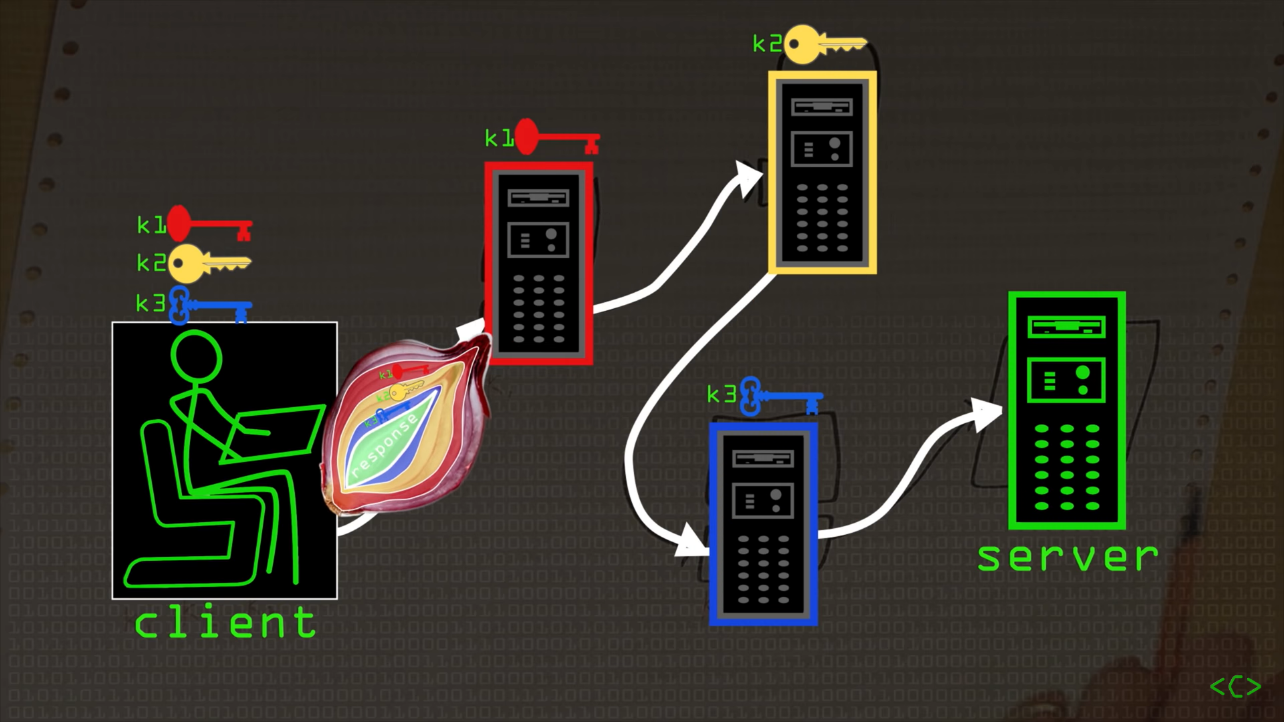 k2
k1
k1
k2
k3
k1
k2
k3
response
k3
server
client
<C>